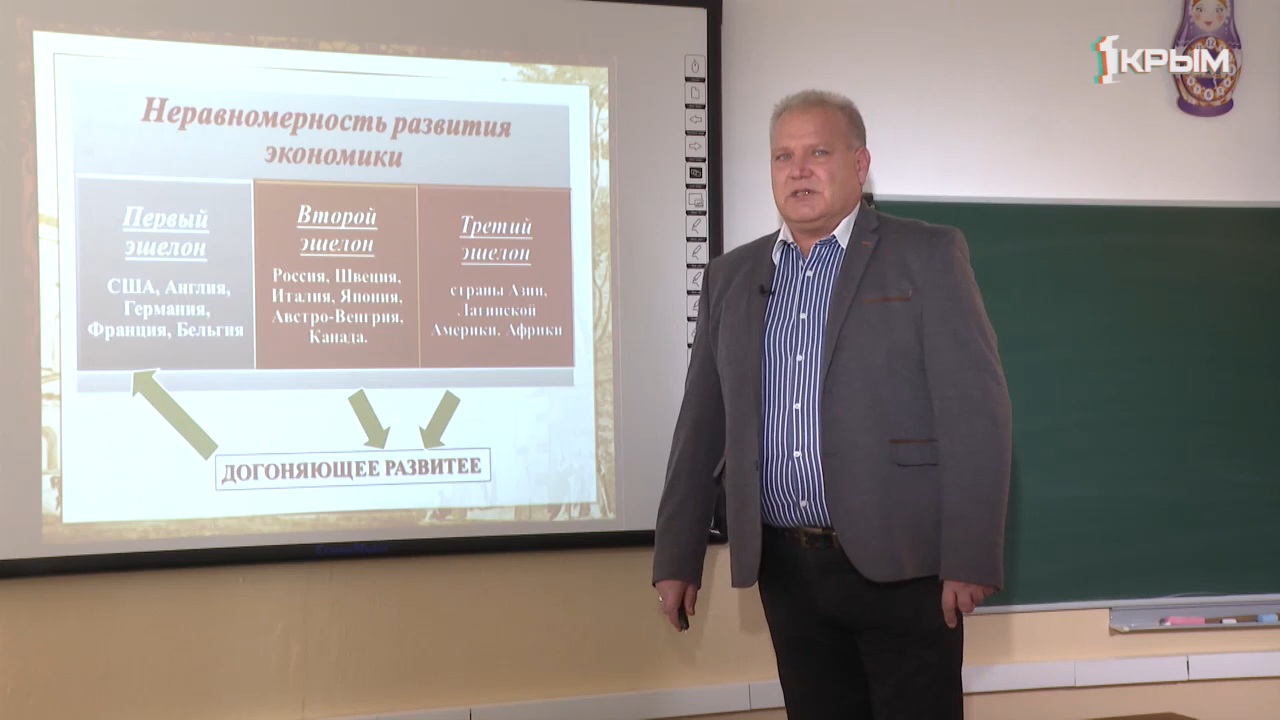 1КРЫМ
Неравномерность развития
экономики
Первый
эшелон
США, Англия,
Германия,
Франция, Бельгия
Второй
эшелон
Россия, Швеция,
Италия, Япония,
Австро-Венгрия,
Канада.
Третий
эшелон
страны Азии,
Латинской
Америки, Африки
ДОГОНЯЮЩЕЕ РАЗВИТЕЕ